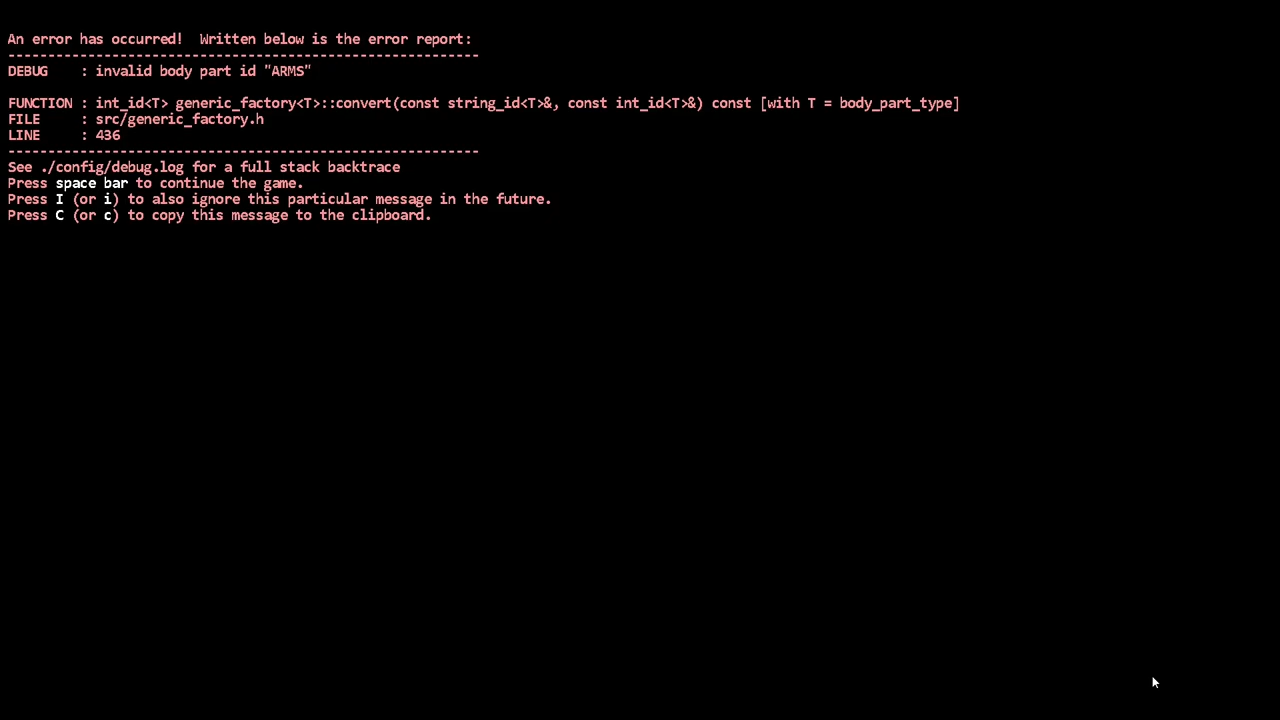 An error has occurred!  Written below is the error report:
-----------------------------------------------------------
DEBUG    : invalid body part id "ARMS"
FUNCTION : int_id<T> generic_factory<T>::convert(const string_id<T>&, const int_id<T>&) const [with T = body_part_type]
FILE     : src/generic_factory.h
LINE     : 436
-----------------------------------------------------------
See ./config/debug.log for a full stack backtrace
Press space bar to continue the game.
Press I (or i) to also ignore this particular message in the future.
Press C (or c) to copy this message to the clipboard.